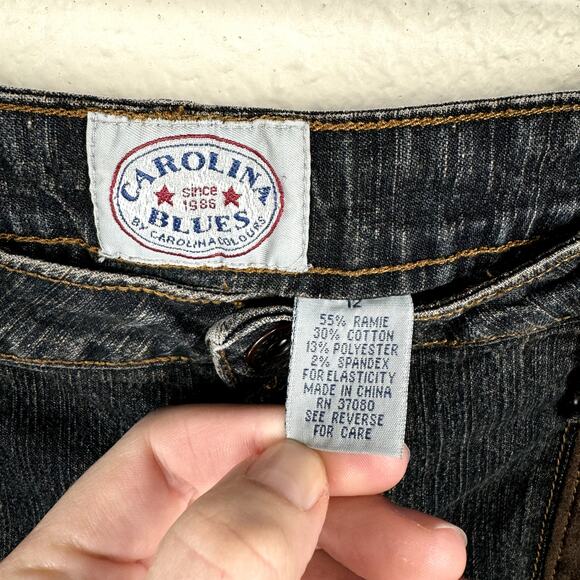 CAROLINA
since
1986
BLUES
BY CAROLINA COLOURS
12
55% RAMIE
30% COTTON
13% POLYESTER
2% SPANDEX
FOR ELASTICITY
MADE IN CHINA
RN 37080
SEE REVERSE
FOR CARE